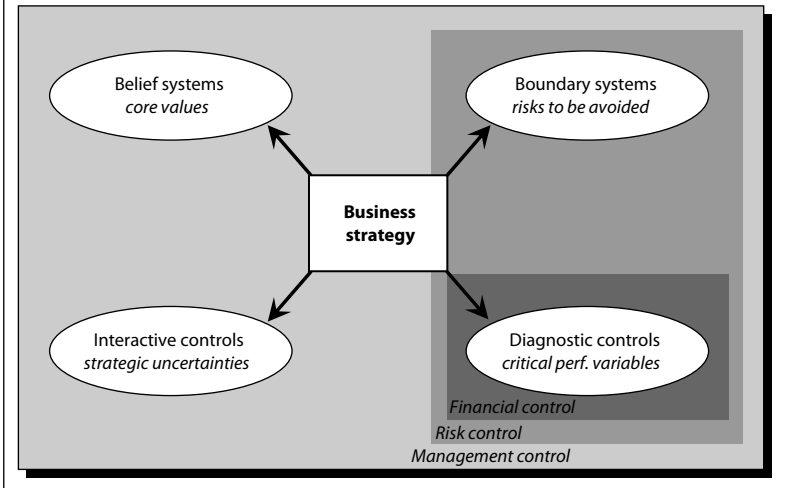 Belief systems
core values
Boundary systems
risks to be avoided
Business
strategy
Interactive controls
strategic uncertainties
Diagnostic controls
critical perf. variables
Financial control
Risk control
Management control